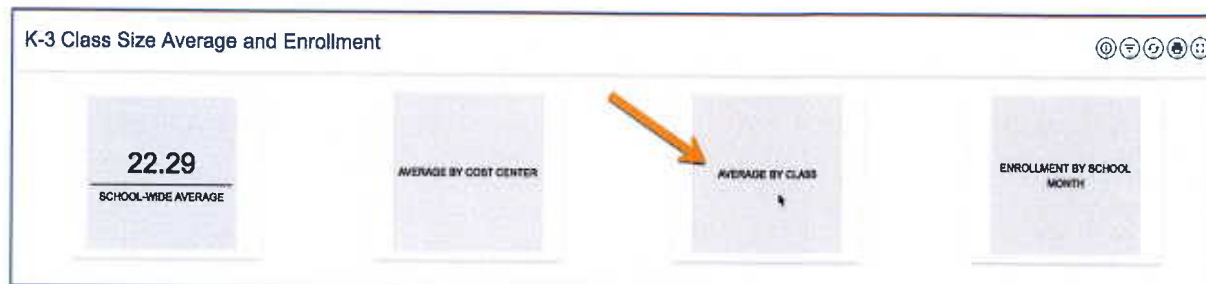 K-3 Class Size Average and Enrollment
22.29
SCHOOL-WIDE AVERAGE
AVERAGE BY COST CENTER
AVERAGE BY CLASS
ENROLLMENT BY SCHOOL
MONTH